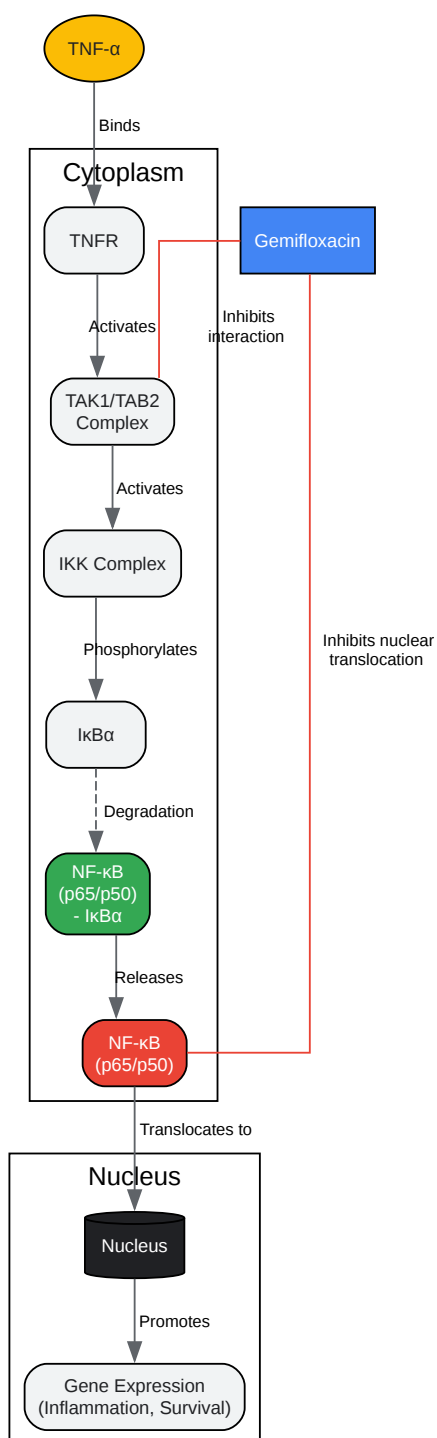 TNF-α
Binds
Cytoplasm
TNFR
Gemifloxacin
Activates
Inhibits
interaction
TAK1/TAB2
Complex
Activates
IKK Complex
Phosphorylates
Inhibits nuclear
translocation
IκBα
Degradation
NF-κB
(p65/p50)
- IκBα
Releases
NF-κB
(p65/p50)
Translocates to
Nucleus
Nucleus
Promotes
Gene Expression
(Inflammation, Survival)